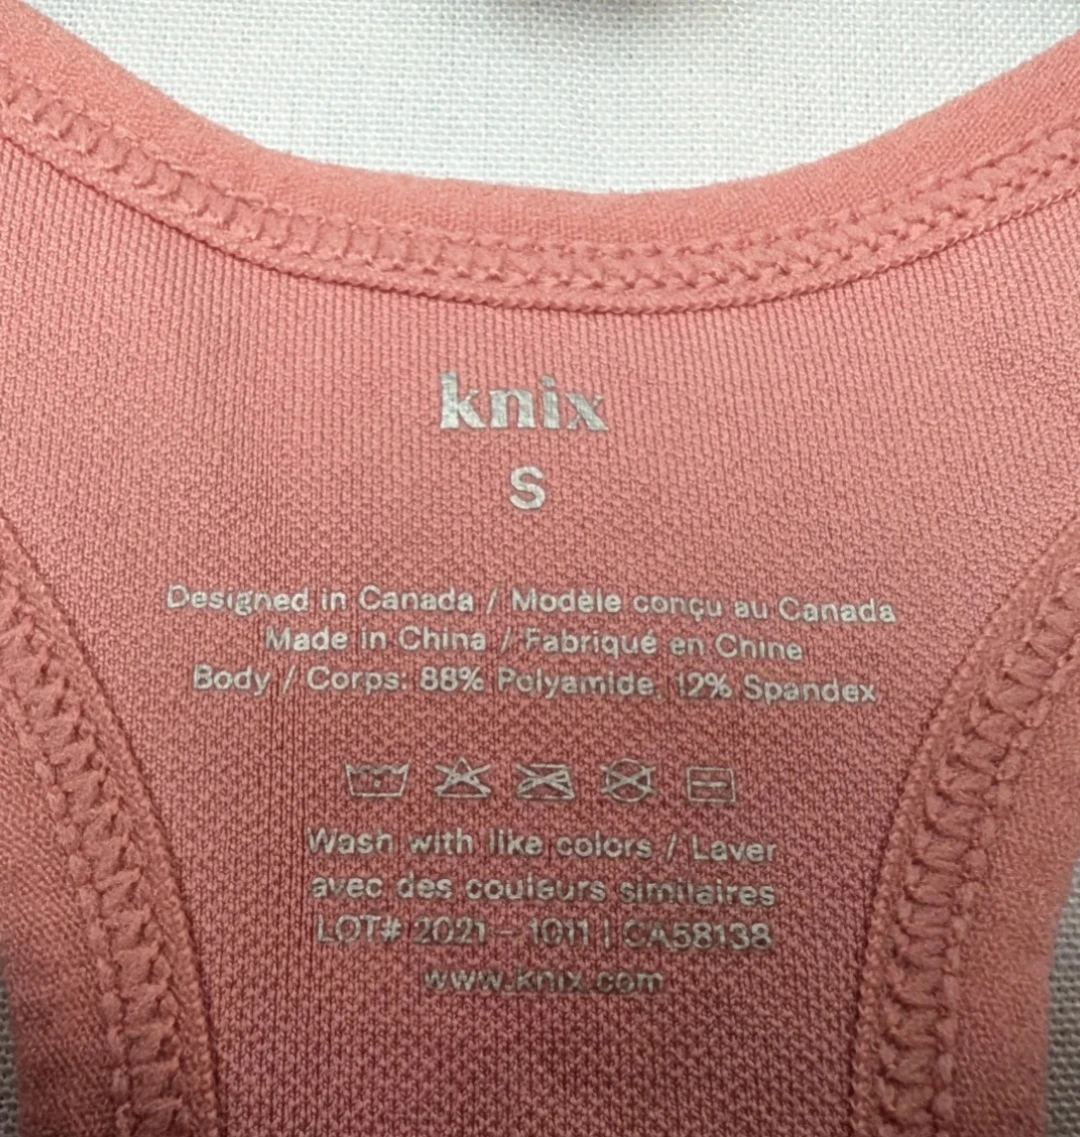 knix
S
Designed in Canada / Modèle conçu au Canada
Made in China / Fabriqué en Chine
Body / Corps: 88% Polyamide, 12% Spandex
Wash with like colors / Laver
avec des couleurs similaires
LOT# 2021 - 1011 | CA58138
www.knix.com